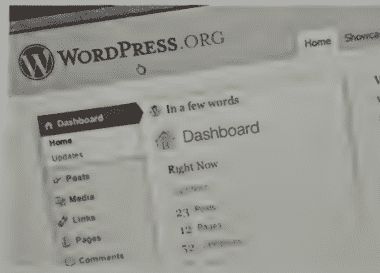 WORDPRESS.ORG
Home Showca
Dashboard
Home
Updates
Posts
Media
Links
Pages
Comments
In a few words
Dashboard
Right Now
23 Posts
12 Pages